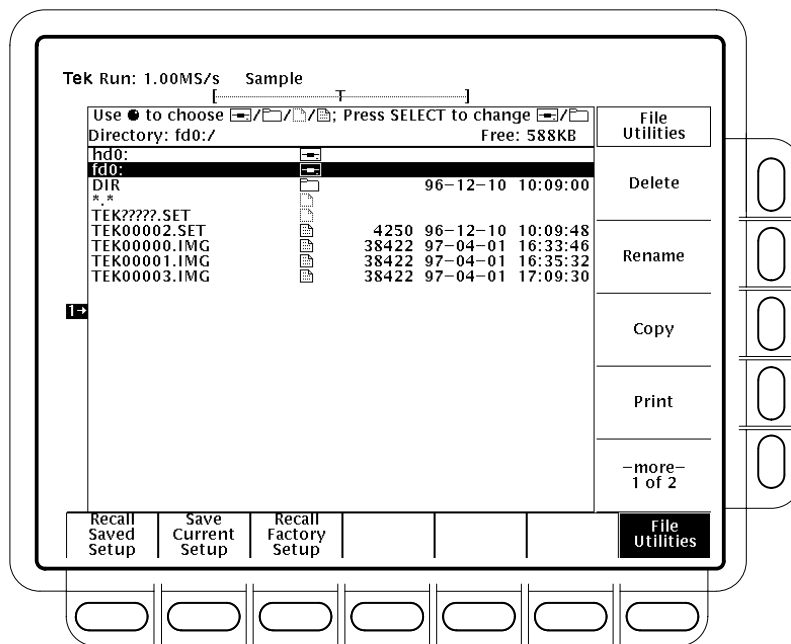 Tek Run: 1.00MS/s Sample
T
Use to choose / / / ; Press SELECT to change /
Directory: fd0:/ Free: 588KB
hd0:
fd0:
DIR 96-12-10 10:09:00
*.*
TEK?????.SET
TEK00002.SET 4250 96-12-10 10:09:48
TEK00000.IMG 38422 97-04-01 16:33:46
TEK00001.IMG 38422 97-04-01 16:35:32
TEK00003.IMG 38422 97-04-01 17:09:30
1→
File
Utilities
Delete
Rename
Copy
Print
-more-
1 of 2
Recall
Saved
Setup
Save
Current
Setup
Recall
Factory
Setup
File
Utilities